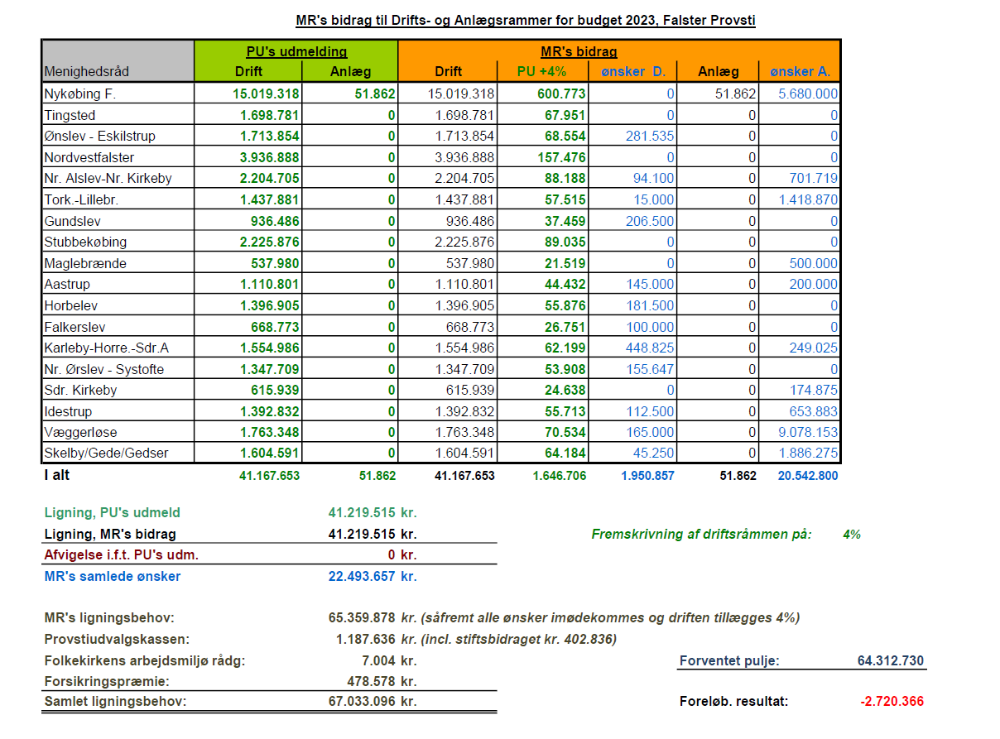 MR's bidrag til Drifts- og Anlægsrammer for budget 2023, Falster Provsti
PU's udmelding MR's bidrag
Menighedsråd Drift Anlæg Drift PU +4% ønsker D. Anlæg ønsker A.
Nykøbing F. 15.019.318 51.862 15.019.318 600.773 0 51.862 5.680.000
Tingsted 1.698.781 0 1.698.781 67.951 0 0 0
Ønslev - Eskilstrup 1.713.854 0 1.713.854 68.554 281.535 0 0
Nordvestfalster 3.936.888 0 3.936.888 157.476 0 0 0
Nr. Alslev-Nr. Kirkeby 2.204.705 0 2.204.705 88.188 94.100 0 701.719
Tork.-Lillebr. 1.437.881 0 1.437.881 57.515 15.000 0 1.418.870
Gundslev 936.486 0 936.486 37.459 206.500 0 0
Stubbekøbing 2.225.876 0 2.225.876 89.035 0 0 0
Maglebrænde 537.980 0 537.980 21.519 0 0 500.000
Aastrup 1.110.801 0 1.110.801 44.432 145.000 0 200.000
Horbelev 1.396.905 0 1.396.905 55.876 181.500 0 0
Falkerslev 668.773 0 668.773 26.751 100.000 0 0
Karleby-Horre.-Sdr.A 1.554.986 0 1.554.986 62.199 448.825 0 249.025
Nr. Ørslev - Systofte 1.347.709 0 1.347.709 53.908 155.647 0 0
Sdr. Kirkeby 615.939 0 615.939 24.638 0 0 174.875
Idestrup 1.392.832 0 1.392.832 55.713 112.500 0 653.883
Væggerløse 1.763.348 0 1.763.348 70.534 165.000 0 9.078.153
Skelby/Gede/Gedser 1.604.591 0 1.604.591 64.184 45.250 0 1.886.275
I alt 41.167.653 51.862 41.167.653 1.646.706 1.950.857 51.862 20.542.800
Ligning, PU's udmeld 41.219.515 kr.
Ligning, MR's bidrag 41.219.515 kr. Fremskrivning af driftsråmmen på: 4%
Afvigelse i.f.t. PU's udm. 0 kr.
MR's samlede ønsker 22.493.657 kr.
MR's ligningsbehov: 65.359.878 kr. (såfremt alle ønsker imødekommes og driften tillægges 4%)
Provstiudvalgskassen: 1.187.636 kr. (incl. stiftsbidraget kr. 402.836)
Folkekirkens arbejdsmiljø rådg: 7.004 kr. Forventet pulje: 64.312.730
Forsikringspræmie: 478.578 kr.
Samlet ligningsbehov: 67.033.096 kr. Foreløb. resultat: -2.720.366